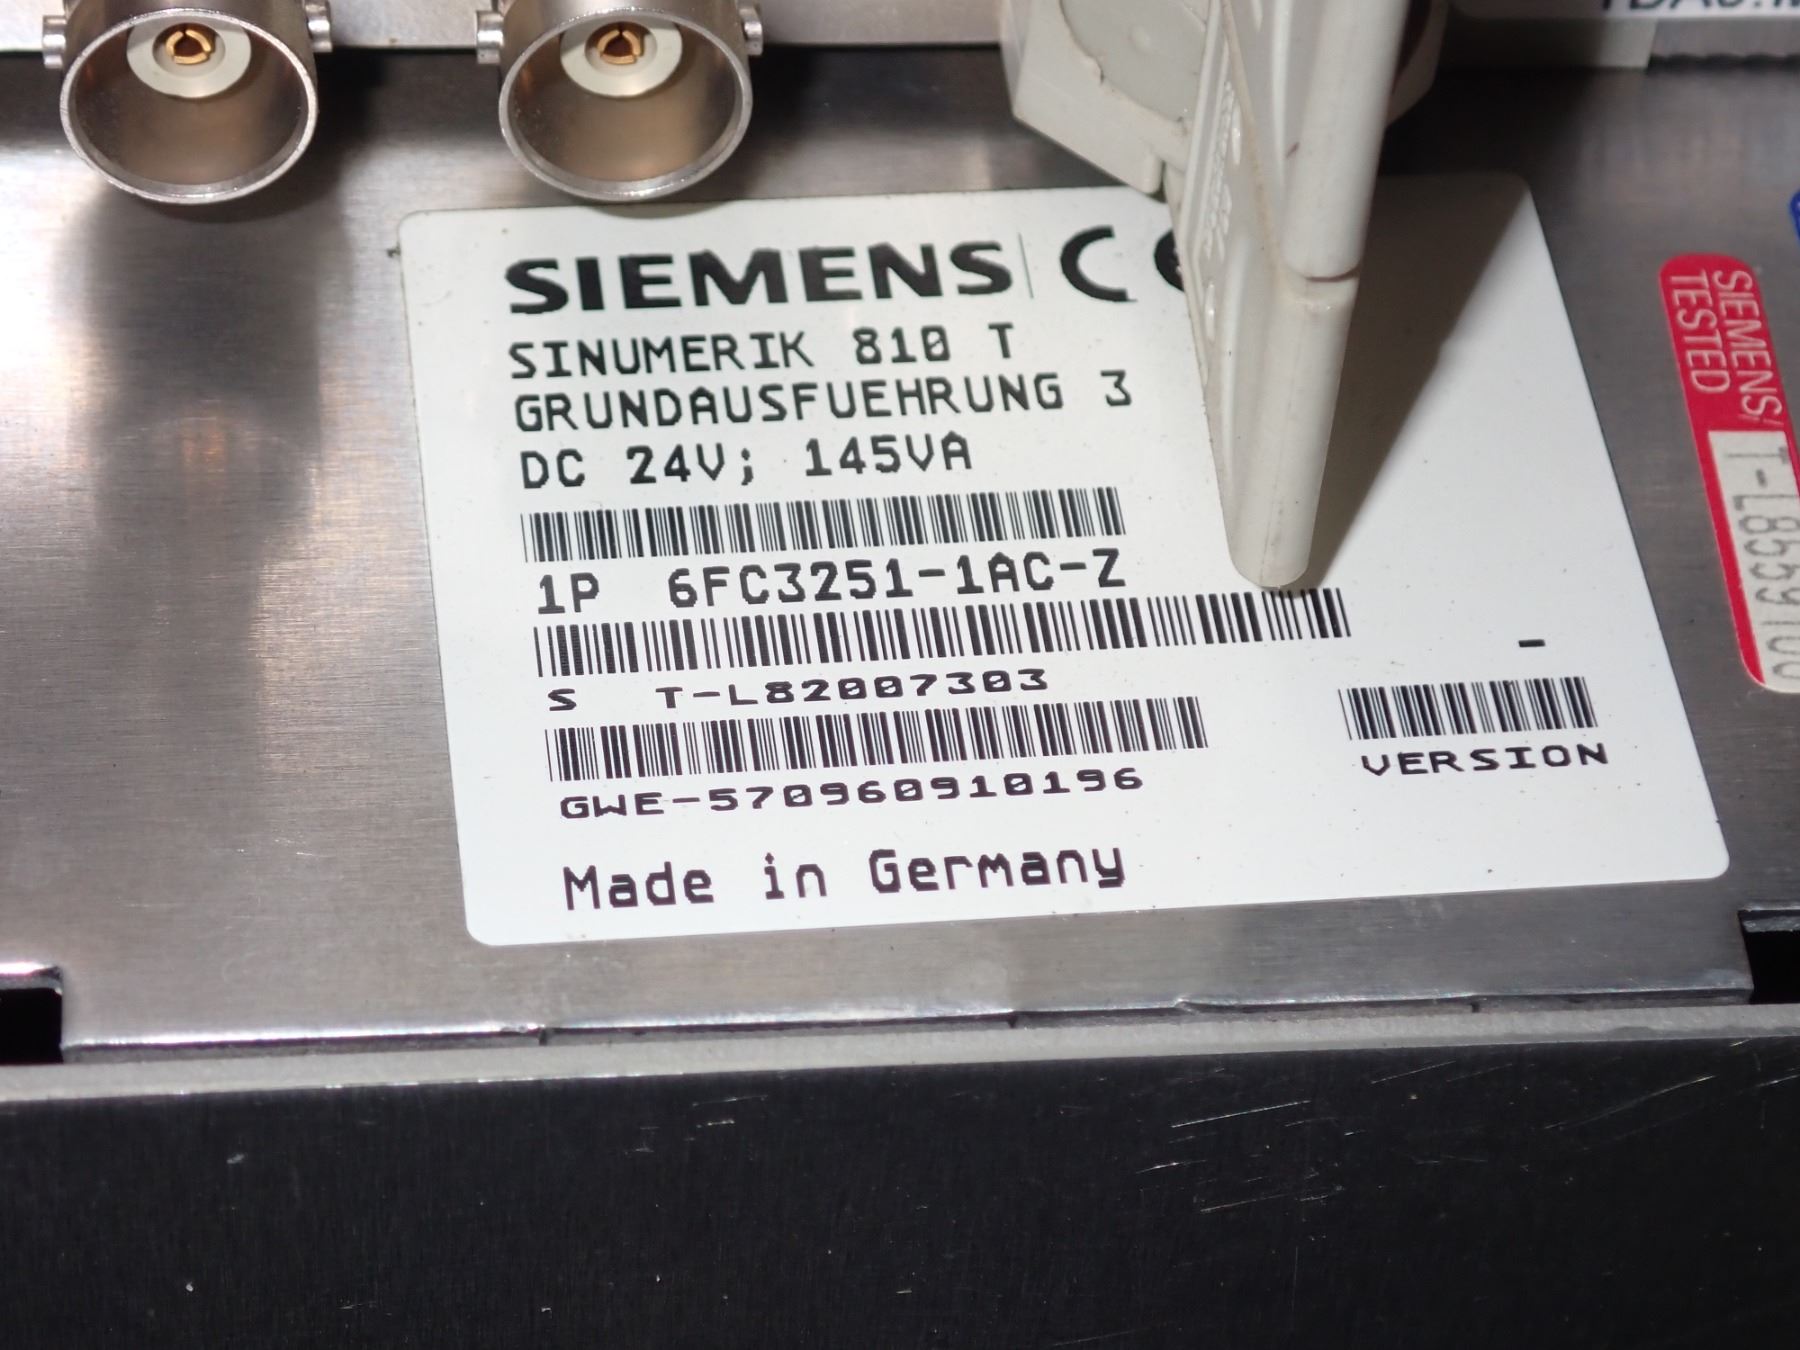 SIEMENS
SINUMERIK 810 T
GRUNDAUSFUEHRUNG 3
DC 24V; 145VA
1P 6FC3251-1AC-Z
S T-L82007303
-
VERSION
GWE-570960910196
Made in Germany
SIEMENS/
TESTED